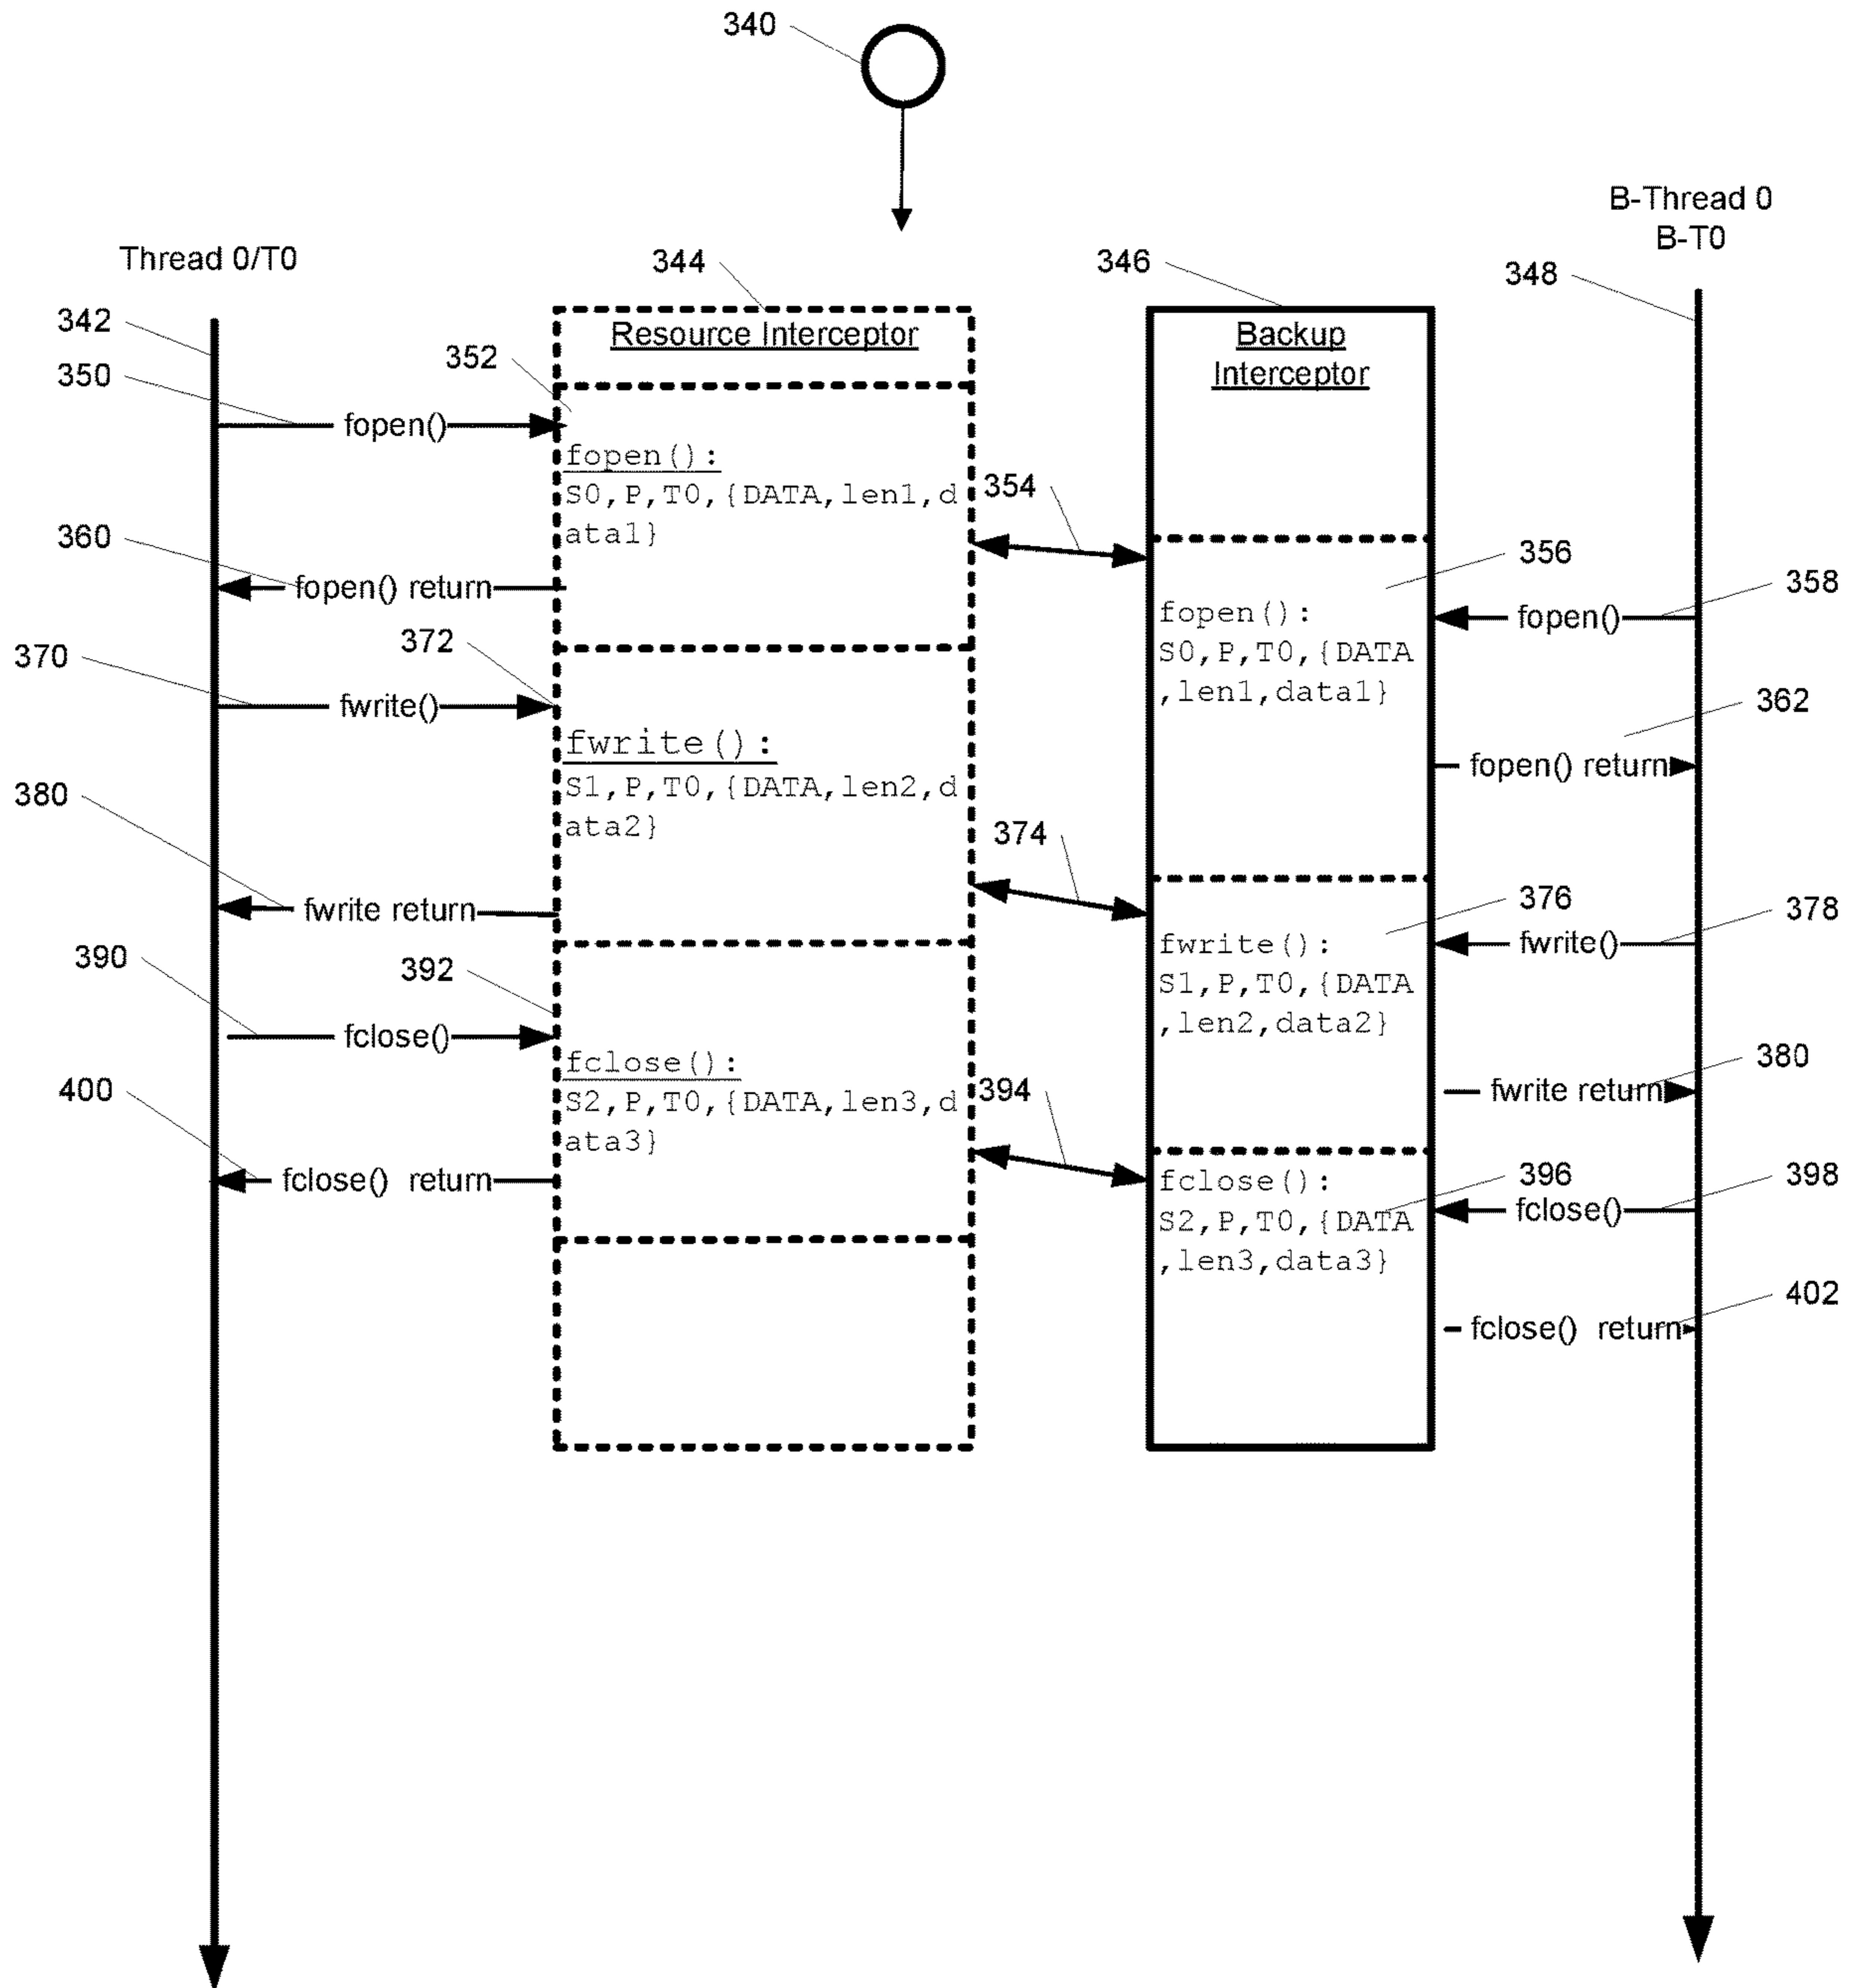 340
B-Thread 0
B-T0
Thread 0/T0
344
346
348
342
Resource Interceptor
Backup
Interceptor
350
352
fopen()
fopen():
S0,P,T0,{DATA,len1,d
ata1}
354
360
fopen() return
356
358
fopen():
S0,P,T0,{DATA
,len1,data1}
fopen()
370
372
fwrite()
362
fopen() return
fwrite():
S1,P,T0,{DATA,len2,d
ata2}
380
374
fwrite return
376
378
fwrite():
S1,P,T0,{DATA
,len2,data2}
fwrite()
390
392
fclose()
380
fwrite return
fclose():
S2,P,T0,{DATA,len3,d
ata3}
394
400
fclose() return
396
398
fclose():
S2,P,T0,{DATA
,len3,data3}
fclose()
402
fclose() return